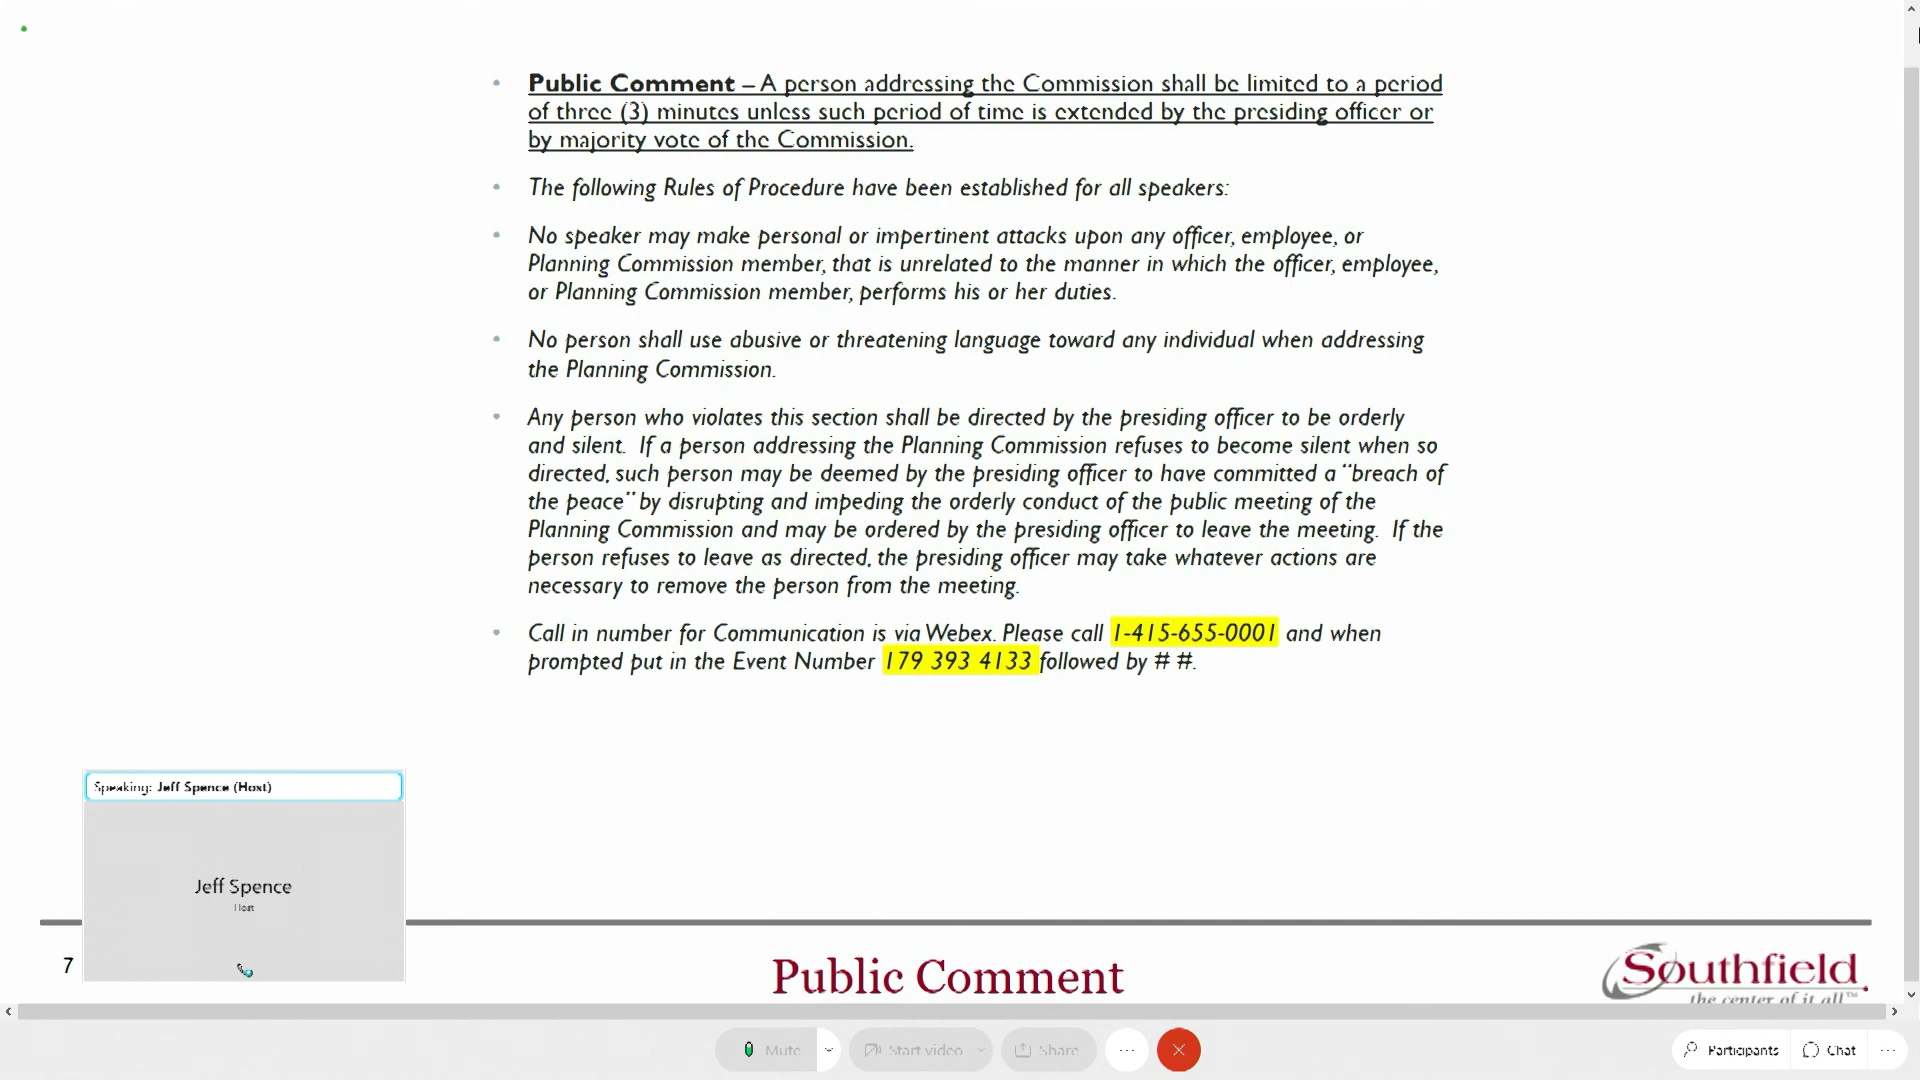 • Public Comment – A person addressing the Commission shall be limited to a period
of three (3) minutes unless such period of time is extended by the presiding officer or
by majority vote of the Commission.
• The following Rules of Procedure have been established for all speakers:
• No speaker may make personal or impertinent attacks upon any officer, employee, or
Planning Commission member, that is unrelated to the manner in which the officer, employee,
or Planning Commission member, performs his or her duties.
• No person shall use abusive or threatening language toward any individual when addressing
the Planning Commission.
• Any person who violates this section shall be directed by the presiding officer to be orderly
and silent. If a person addressing the Planning Commission refuses to become silent when so
directed, such person may be deemed by the presiding officer to have committed a "breach of
the peace" by disrupting and impeding the orderly conduct of the public meeting of the
Planning Commission and may be ordered by the presiding officer to leave the meeting. If the
person refuses to leave as directed, the presiding officer may take whatever actions are
necessary to remove the person from the meeting.
• Call in number for Communication is via Webex. Please call 1-415-655-0001 and when
prompted put in the Event Number 179 393 4133 followed by # #.
Speaking: Jeff Spence (Host)
Jeff Spence
Host
7
Public Comment
Southfield.
the center of it all™
Mute
Start video
Share
Participants
Chat